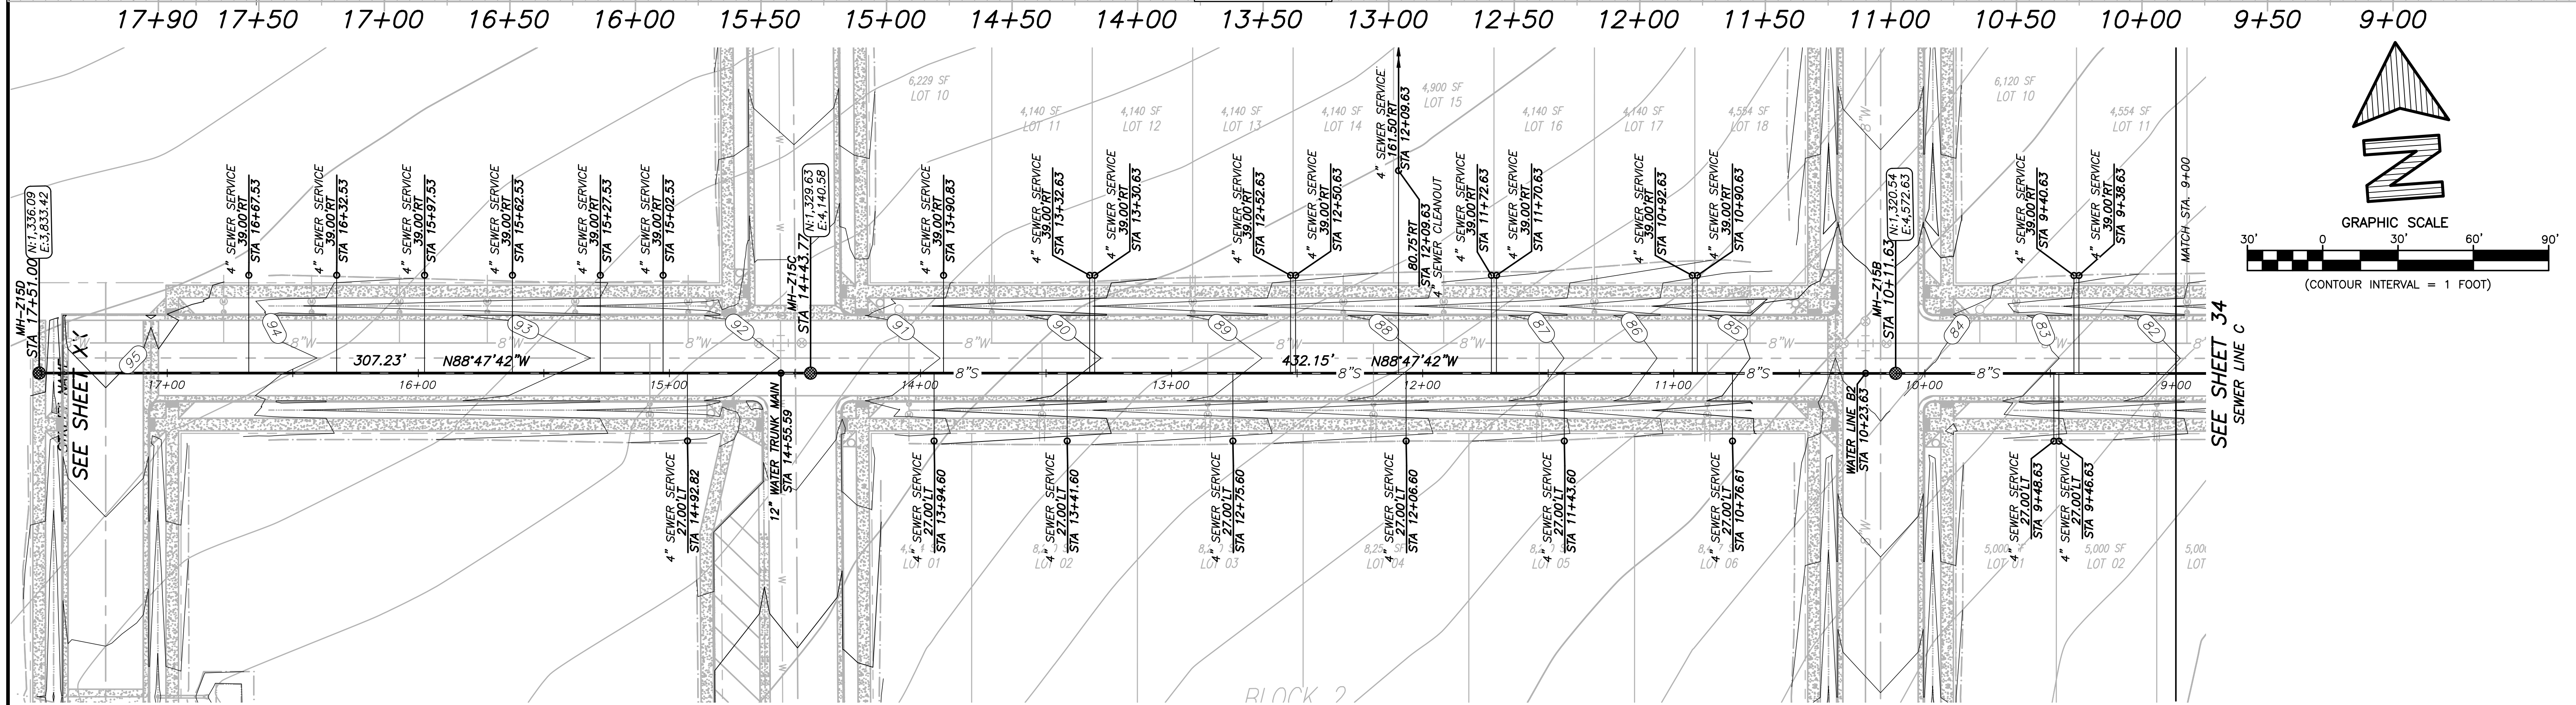 17+90 17+50 17+00 16+50 16+00 15+50 15+00 14+50 14+00 13+50 13+00 12+50 12+00 11+50 11+00 10+50 10+00 9+50 9+00
N:1,336.09
E:3,833.42
MH-Z15D
STA 17+51.00
SEE SHEET XX
4" SEWER SERVICE
39.00'RT
STA 16+67.53
4" SEWER SERVICE
39.00'RT
STA 16+32.53
4" SEWER SERVICE
39.00'RT
STA 15+97.53
4" SEWER SERVICE
39.00'RT
STA 15+62.53
4" SEWER SERVICE
39.00'RT
STA 15+27.53
4" SEWER SERVICE
39.00'RT
STA 15+02.53
MH-Z15C
STA 14+43.77
N:1,329.63
E:4,140.58
4" SEWER SERVICE
39.00'RT
STA 13+90.83
4" SEWER SERVICE
39.00'RT
STA 13+32.63
4" SEWER SERVICE
39.00'RT
STA 13+30.63
4" SEWER SERVICE
39.00'RT
STA 12+52.63
4" SEWER SERVICE
39.00'RT
STA 12+50.63
4" SEWER SERVICE
161.50'RT
STA 12+09.63
80.75'RT
STA 12+09.63
4" SEWER CLEANOUT
4" SEWER SERVICE
39.00'RT
STA 11+72.63
4" SEWER SERVICE
39.00'RT
STA 11+70.63
4" SEWER SERVICE
39.00'RT
STA 10+92.63
4" SEWER SERVICE
39.00'RT
STA 10+90.63
MH-Z15B
STA 10+11.63
N:1,320.54
E:4,572.63
4" SEWER SERVICE
39.00'RT
STA 9+40.63
4" SEWER SERVICE
39.00'RT
STA 9+38.63
MATCH STA. 9+00
6,229 SF
LOT 10
4,140 SF
LOT 11
4,140 SF
LOT 12
4,140 SF
LOT 13
4,140 SF
LOT 14
4,900 SF
LOT 15
4,140 SF
LOT 16
4,140 SF
LOT 17
4,554 SF
LOT 18
6,120 SF
LOT 10
4,554 SF
LOT 11
N
GRAPHIC SCALE
30' 0 30' 60' 90'
(CONTOUR INTERVAL = 1 FOOT)
95 94 93 92 91 90 89 88 87 86 85 84 83 82
8"W 8"W 8"W 8"W 8"W 8"W 8"W 8"W 8"W
307.23' N88°47'42"W
432.15' N88°47'42"W
17+00 16+00 15+00 14+00 8"S 13+00 8"S 12+00 8"S 11+00 8"S 10+00 8"S 9+00
SEE SHEET 34
SEWER LINE C
4" SEWER SERVICE
27.00'LT
STA 14+92.82
12" WATER TRUNK MAIN
STA 14+55.59
4" SEWER SERVICE
27.00'LT
STA 13+94.60
4" SEWER SERVICE
27.00'LT
STA 13+41.60
4" SEWER SERVICE
27.00'LT
STA 12+75.60
4" SEWER SERVICE
27.00'LT
STA 12+06.60
4" SEWER SERVICE
27.00'LT
STA 11+43.60
4" SEWER SERVICE
27.00'LT
STA 10+76.61
WATER LINE B2
STA 10+23.63
4" SEWER SERVICE
27.00'LT
STA 9+48.63
4" SEWER SERVICE
27.00'LT
STA 9+46.63
LOT 01
LOT 02
LOT 03
LOT 04
LOT 05
LOT 06
5,000 SF
LOT 01
5,000 SF
LOT 02
LOT
BLOCK 2